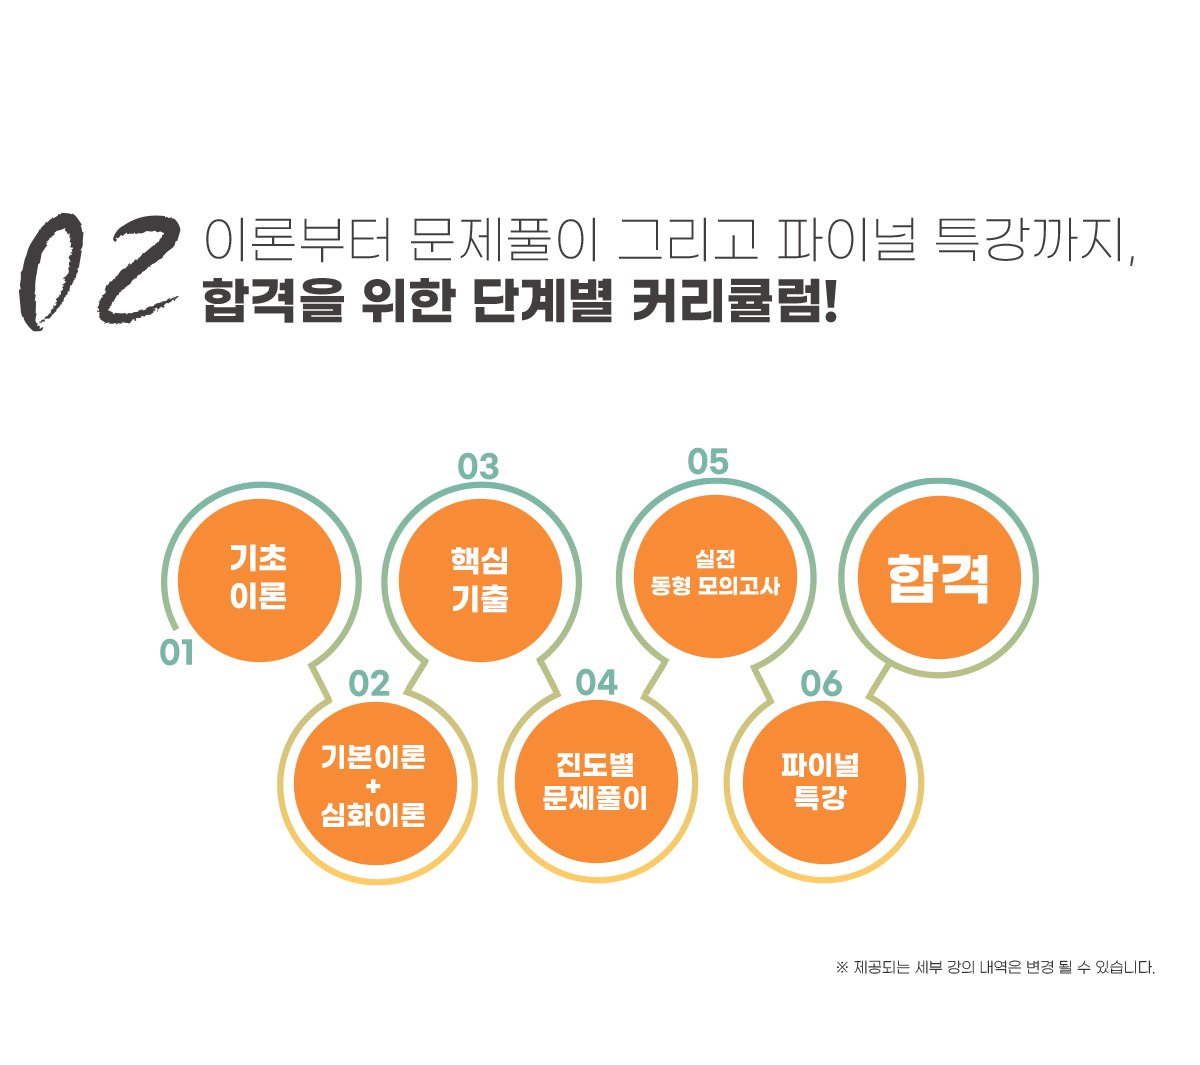 02
이론부터 문제풀이 그리고 파이널 특강까지,
합격을 위한 단계별 커리큘럼!
01
기초
이론
02
기본이론
+
심화이론
03
핵심
기출
04
진도별
문제풀이
05
실전
동형 모의고사
06
파이널
특강
합격
※ 제공되는 세부 강의 내역은 변경 될 수 있습니다.